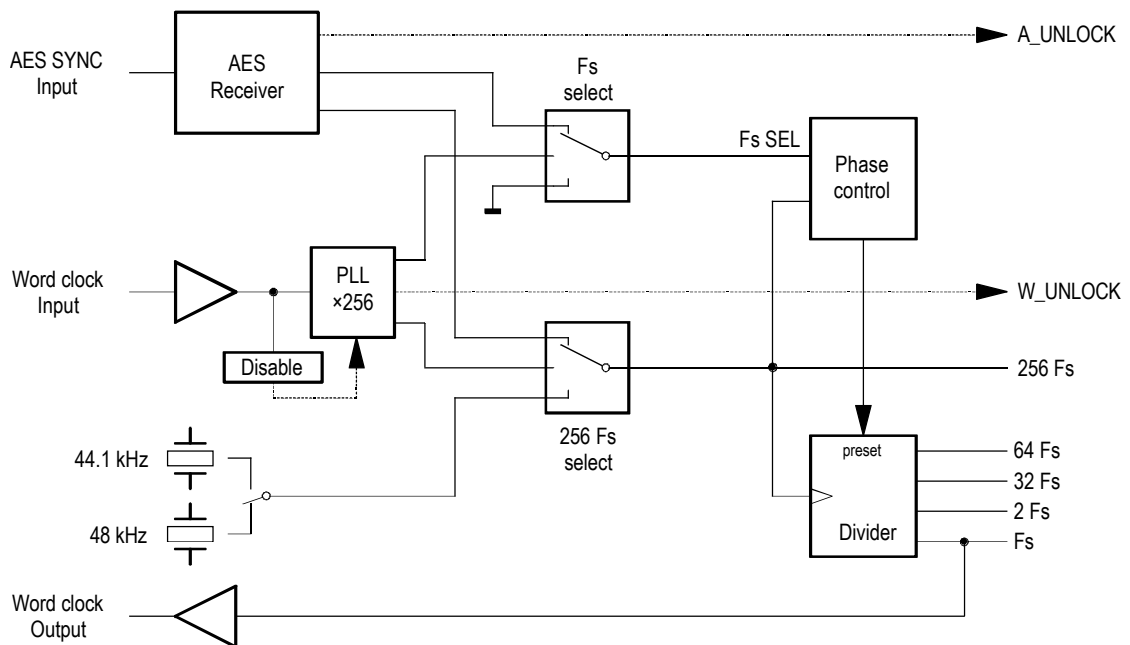 A_UNLOCK
AES SYNC
Input
AES
Receiver
Fs
select
Fs SEL
Phase
control
Word clock
Input
PLL
×256
W_UNLOCK
Disable
256 Fs
256 Fs
select
44.1 kHz
48 kHz
preset
Divider
64 Fs
32 Fs
2 Fs
Fs
Word clock
Output